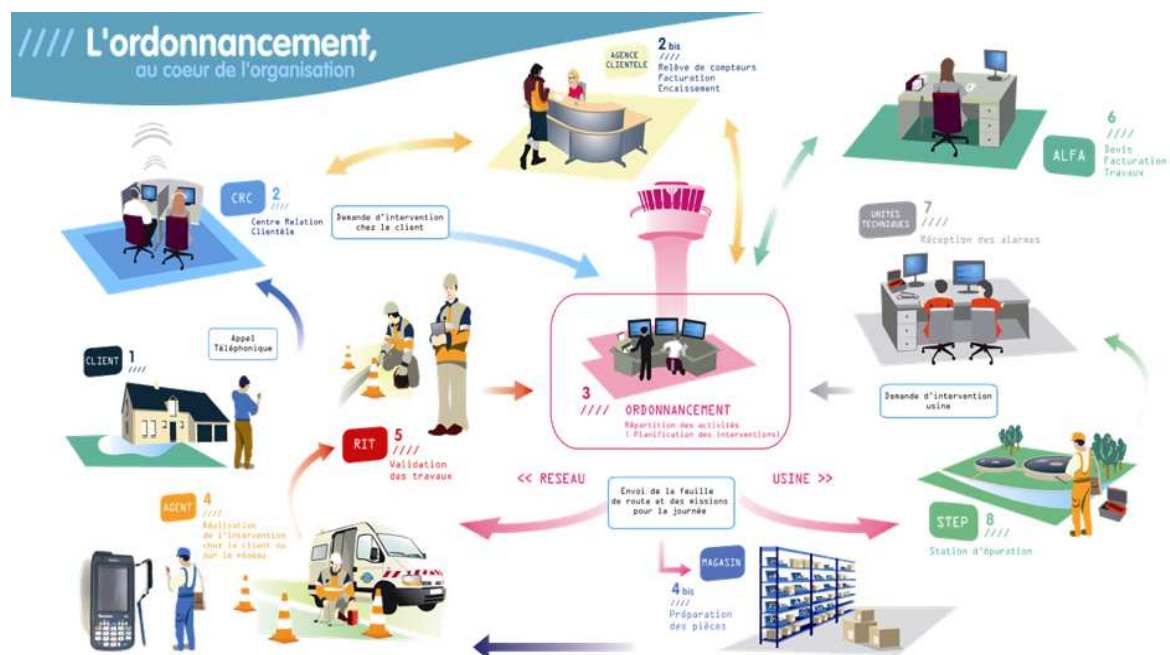 //// L'ordonnancement,
au coeur de l'organisation
AGENCE
CLIENTELE
2 bis
////
Relève de compteurs
Facturation
Encaissement
6
////
ALFA
Devis
Facturation
Travaux
CRC
2
////
Centre Relation
Clientèle
Demande d'intervention
chez le client
UNITES
TECHNIQUES
7
////
Réception des alarmes
Appel
Téléphonique
CLIENT
1
////
3
//// ORDONNANCEMENT
Répartition des activités
( Planification des interventions)
Demande d'intervention
usine
RIT
5
////
Validation
des travaux
<< RESEAU
Envoi de la feuille
de route et des missions
pour la journée
USINE >>
AGENT
4
////
Réalisation
de l'intervention
chez le client ou
sur le réseau
STEP
8
////
Station d'épuration
MAGASIN
4 bis
////
Préparation
des pièces